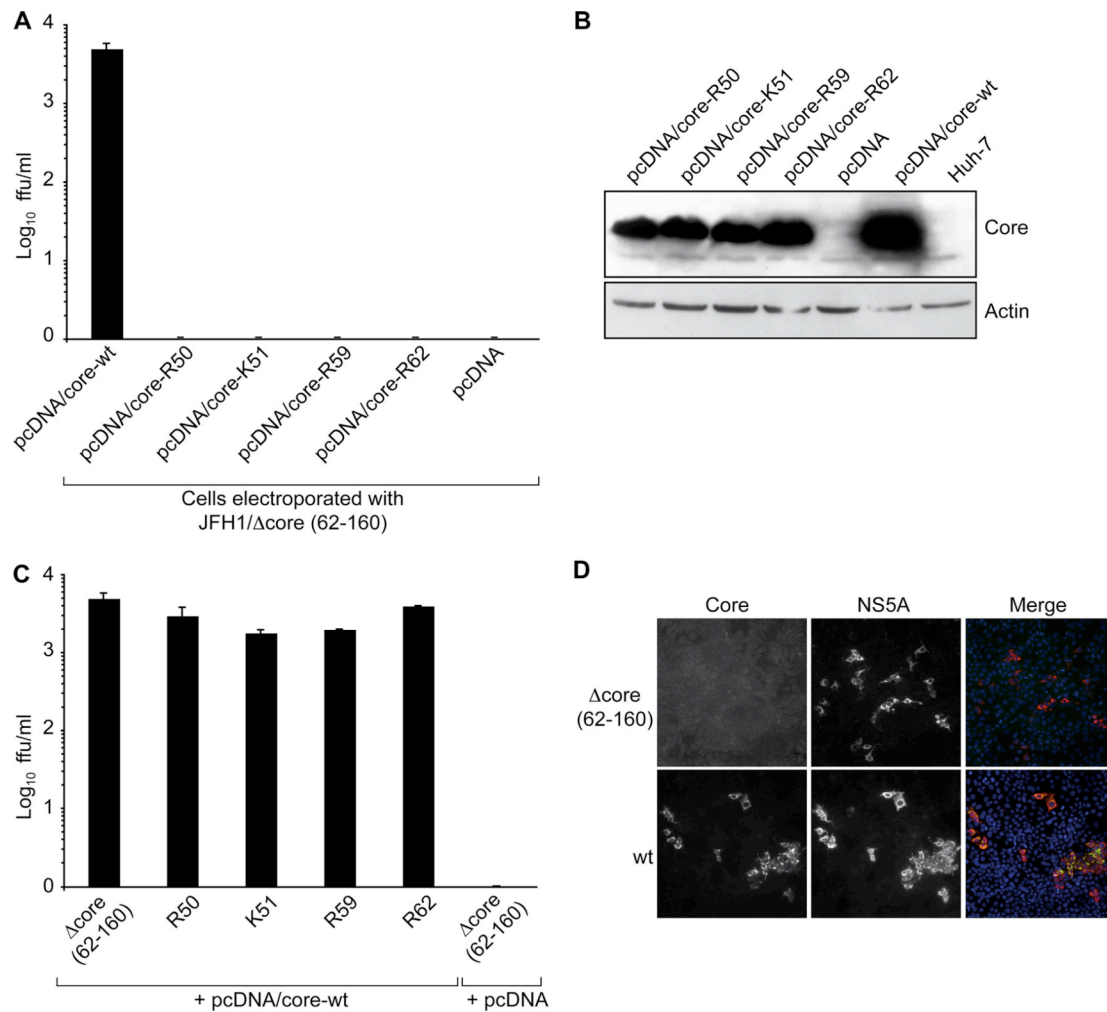 A
4
3
2
1
0
Log10 ffu/ml
pcDNA/core-wt
pcDNA/core-R50
pcDNA/core-K51
pcDNA/core-R59
pcDNA/core-R62
pcDNA
Cells electroporated with
JFH1/Δcore (62-160)
B
pcDNA/core-R50
pcDNA/core-K51
pcDNA/core-R59
pcDNA/core-R62
pcDNA
pcDNA/core-wt
Huh-7
Core
Actin
C
4
3
4
1
0
Log10 ffu/ml
Δcore
(62-160)
R50
K51
R59
R62
Δcore
(62-160)
+ pcDNA/core-wt
+ pcDNA
D
Core
NS5A
Merge
Δcore
(62-160)
wt